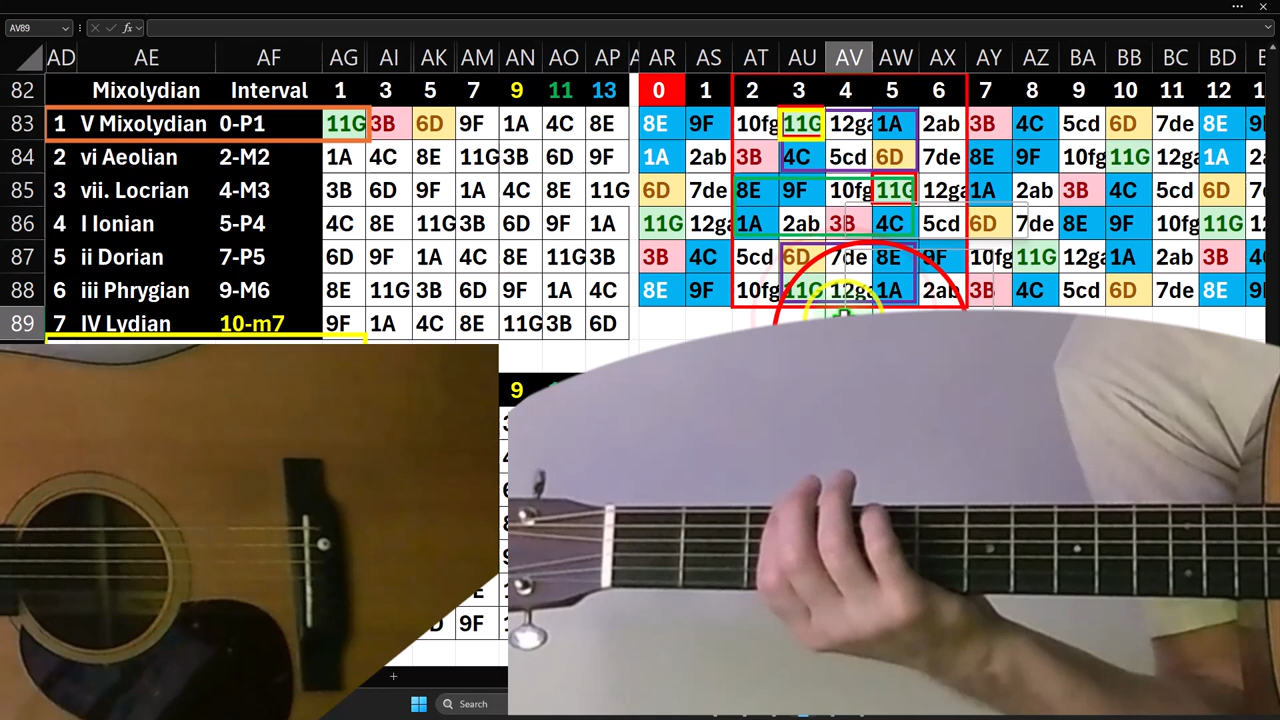 AV89 fx
AD AE AF AG AI AK AM AN AO AP AR AS AT AU AV AW AX AY AZ BA BB BC BD
82 Mixolydian Interval 1 3 5 7 9 11 13 0 1 2 3 4 5 6 7 8 9 10 11 12
83 1 V Mixolydian 0-P1 11G 3B 6D 9F 1A 4C 8E 8E 9F 10fg 11G 12ga 1A 2ab 3B 4C 5cd 6D 7de 8E
84 2 vi Aeolian 2-M2 1A 4C 8E 11G 3B 6D 9F 1A 2ab 3B 4C 5cd 6D 7de 8E 9F 10fg 11G 12ga 1A
85 3 vii. Locrian 4-M3 3B 6D 9F 1A 4C 8E 11G 6D 7de 8E 9F 10fg 11G 12ga 1A 2ab 3B 4C 5cd 6D
86 4 I Ionian 5-P4 4C 8E 11G 3B 6D 9F 1A 11G 12ga 1A 2ab 3B 4C 5cd 6D 7de 8E 9F 10fg 11G
87 5 ii Dorian 7-P5 6D 9F 1A 4C 8E 11G 3B 3B 4C 5cd 6D 7de 8E 9F 10fg 11G 12ga 1A 2ab 3B
88 6 iii Phrygian 9-M6 8E 11G 3B 6D 9F 1A 4C 8E 9F 10fg 11G 12ga 1A 2ab 3B 4C 5cd 6D 7de 8E
89 7 IV Lydian 10-m7 9F 1A 4C 8E 11G 3B 6D
9
9F
Search